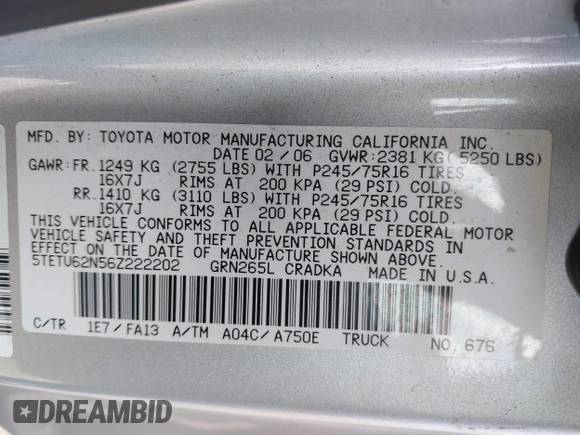 MFD. BY: TOYOTA MOTOR MANUFACTURING CALIFORNIA INC.
DATE 02/06 GVWR:2381 KG(5250 LBS)
GAWR:FR.1249 KG (2755 LBS) WITH P245/75R16 TIRES
16X7J RIMS AT 200 KPA (29 PSI) COLD.
RR.1410 KG (3110 LBS) WITH P245/75R16 TIRES
16X7J RIMS AT 200 KPA (29 PSI) COLD.
THIS VEHICLE CONFORMS TO ALL APPLICABLE FEDERAL MOTOR
VEHICLE SAFETY AND THEFT PREVENTION STANDARDS IN
EFFECT ON THE DATE OF MANUFACTURE SHOWN ABOVE.
5TETU62N56Z222202 GRN265L CRADKA MADE IN U.S.A.
C/TR 1E7/FA13 A/TM A04C/A750E TRUCK NO. 676
DREAMBID